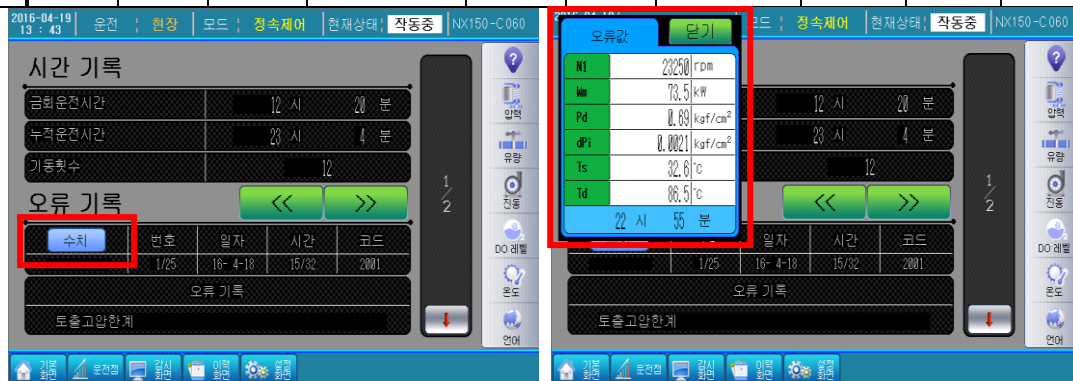 2016-04-19
13 : 43
운전 ¦ 현장
모드 ¦ 정속제어
현재상태 ¦ 작동중
NX150-C060
시간 기록
금회운전시간 12 시 20 분
누적운전시간 23 시 4 분
기동횟수 12
오류 기록
<< >>
수치 번호 일자 시간 코드
1/25 16- 4-18 15/32 2001
오류 기록
토출고압한계
1/2
?
압력
유량
진동
DO 레벨
온도
언어
기본화면 운전점 감시화면 이력화면 설정화면
오류값 닫기
N1 23250 rpm
Wm 73.5 kW
Pd 0.69 kgf/cm²
dPi 0.0021 kgf/cm²
Ts 32.6 °C
Td 86.5 °C
22 시 55 분
모드 ¦ 정속제어
현재상태 ¦ 작동중
NX150-C060
12 시 20 분
23 시 4 분
12
<< >>
일자 시간 코드
1/25 16- 4-18 15/32 2001
오류 기록
토출고압한계
1/2
?
압력
유량
진동
DO 레벨
온도
언어
기본화면 운전점 감시화면 이력화면 설정화면